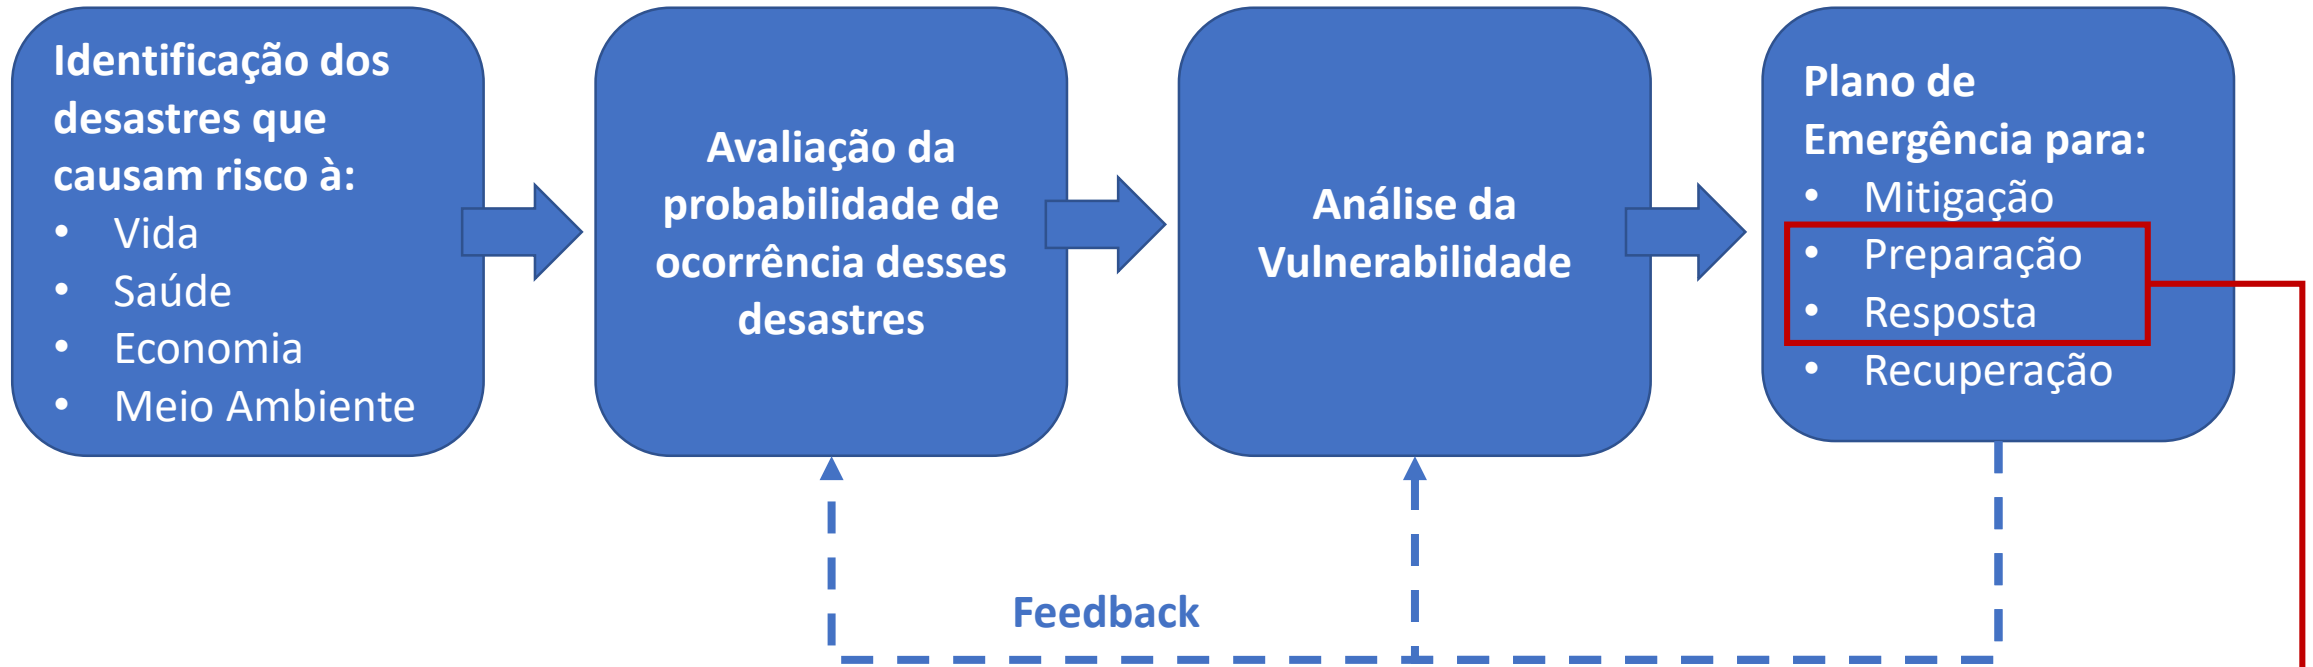 Identificação dos
desastres que
causam risco à:
• Vida
• Saúde
• Economia
• Meio Ambiente
Avaliação da
probabilidade de
ocorrência desses
desastres
Análise da
Vulnerabilidade
Plano de
Emergência para:
• Mitigação
• Preparação
• Resposta
• Recuperação
Feedback